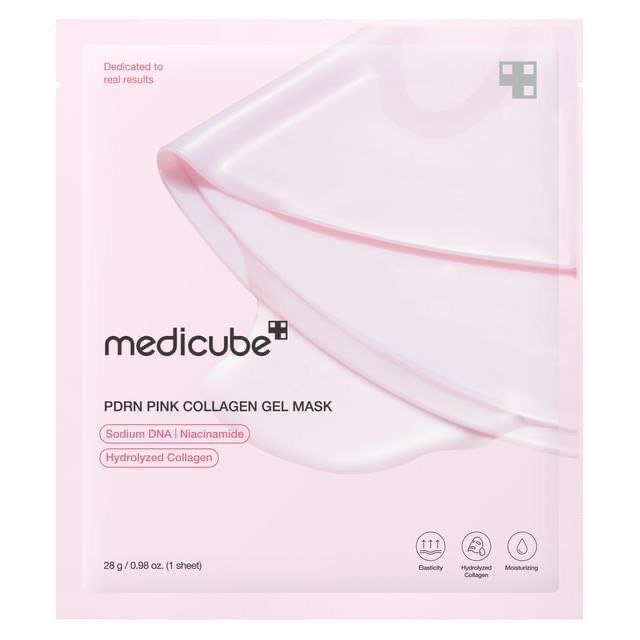 Dedicated to
real results
medicube
PDRN PINK COLLAGEN GEL MASK
Sodium DNA | Niacinamide
Hydrolyzed Collagen
28 g / 0.98 oz. (1 sheet)
Elasticity
Hydrolyzed
Collagen
Moisturizing